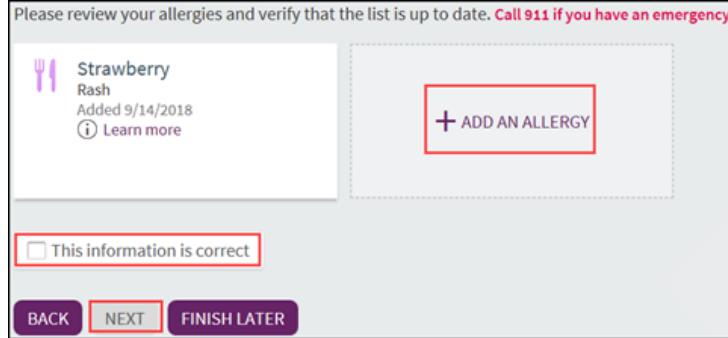 Please review your allergies and verify that the list is up to date. Call 911 if you have an emergency
Strawberry
Rash
Added 9/14/2018
Learn more
+ ADD AN ALLERGY
This information is correct
BACK NEXT FINISH LATER